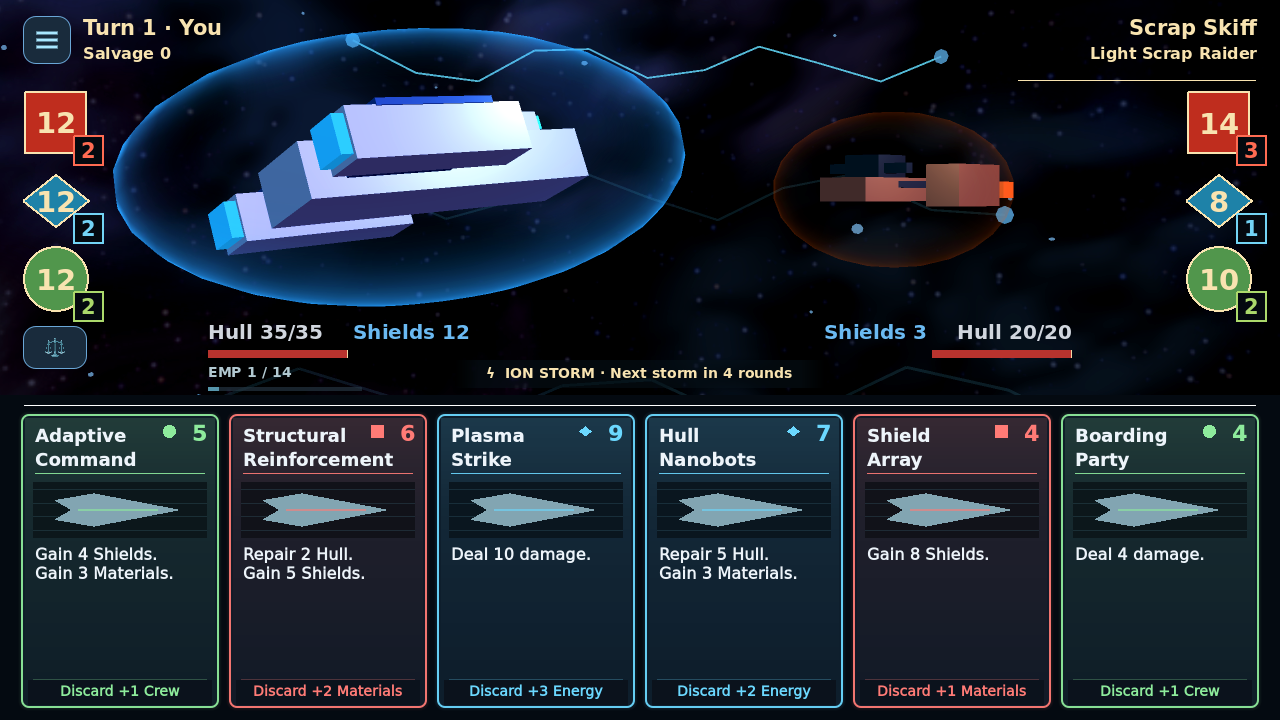 Turn 1 · You
Salvage 0
Scrap Skiff
Light Scrap Raider
12
2
12
2
12
2
14
3
8
1
10
2
Hull 35/35 Shields 12
EMP 1 / 14
Shields 3 Hull 20/20
ION STORM · Next storm in 4 rounds
Adaptive
Command
5
Gain 4 Shields.
Gain 3 Materials.
Discard +1 Crew
Structural
Reinforcement
6
Repair 2 Hull.
Gain 5 Shields.
Discard +2 Materials
Plasma
Strike
9
Deal 10 damage.
Discard +3 Energy
Hull
Nanobots
7
Repair 5 Hull.
Gain 3 Materials.
Discard +2 Energy
Shield
Array
4
Gain 8 Shields.
Discard +1 Materials
Boarding
Party
4
Deal 4 damage.
Discard +1 Crew